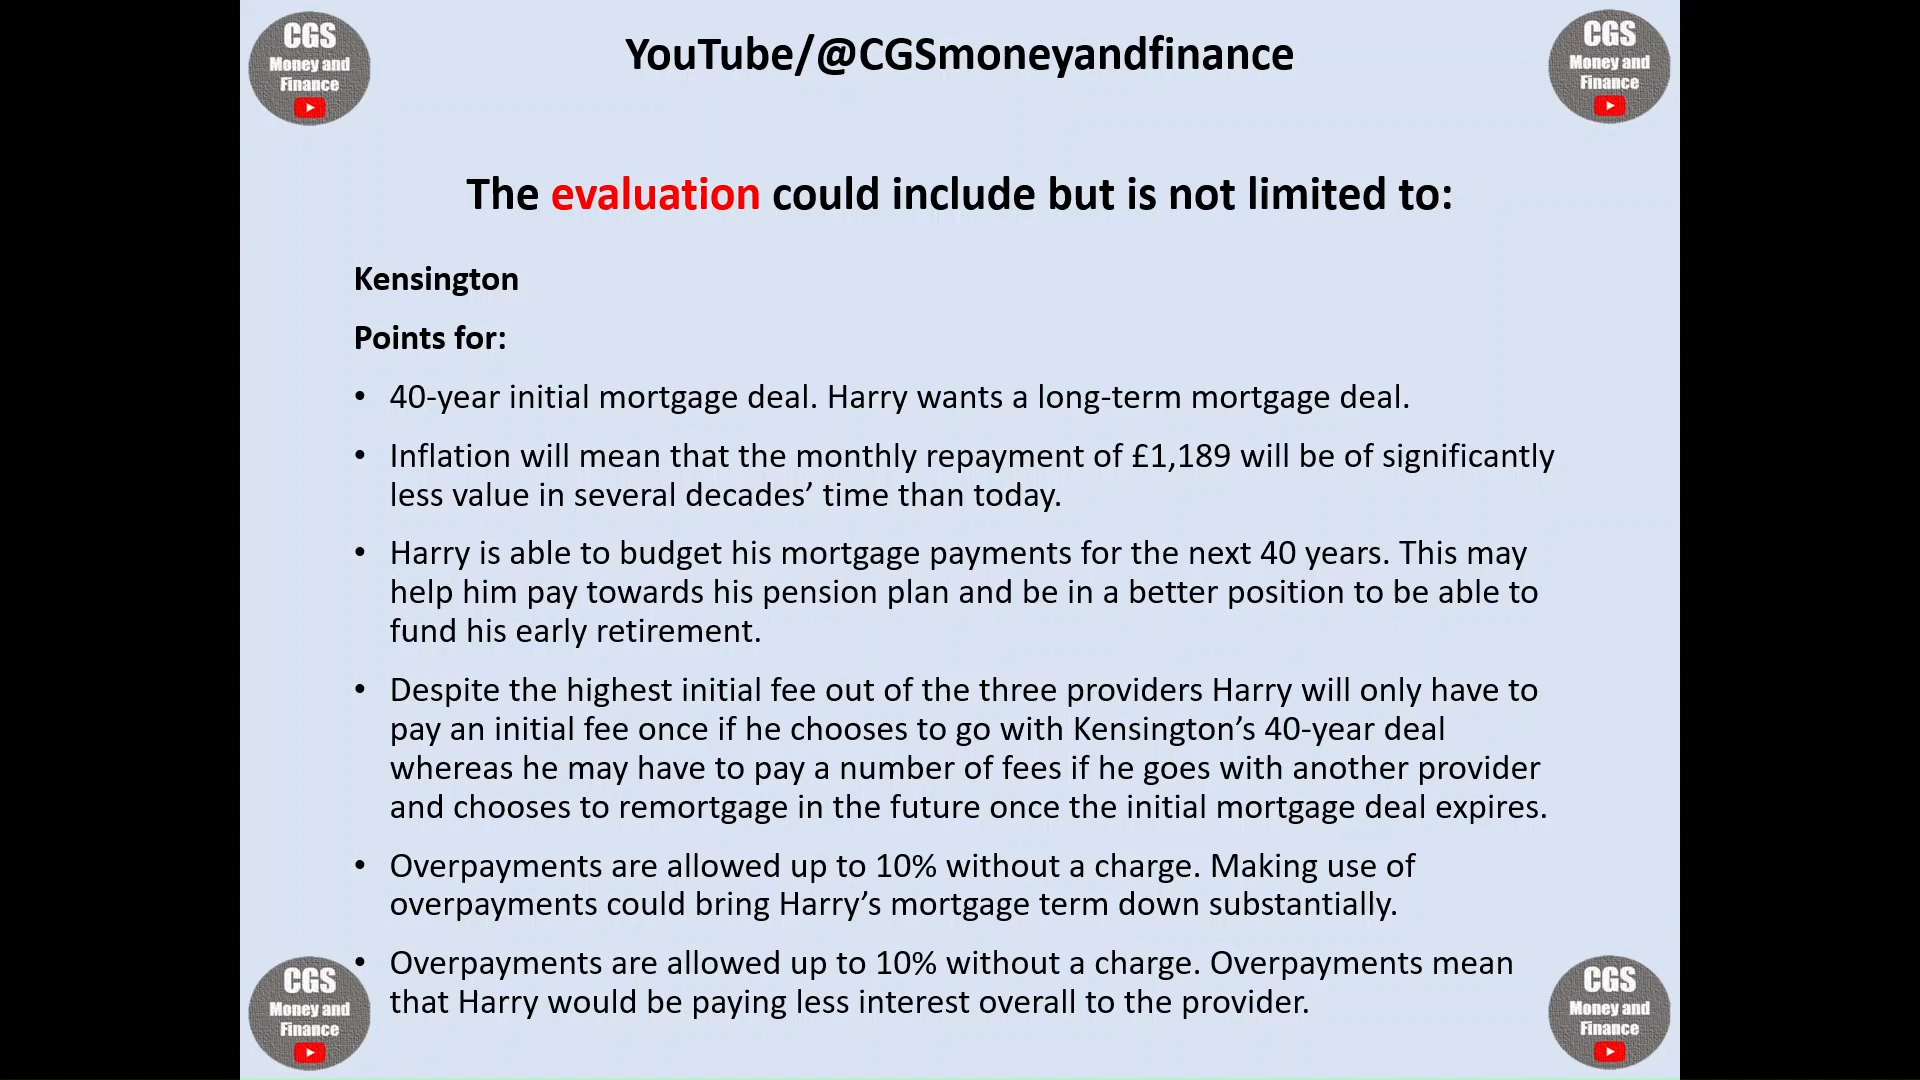 CGS
Money and
Finance
YouTube/@CGSmoneyandfinance
CGS
Money and
Finance
The evaluation could include but is not limited to:
Kensington
Points for:
• 40-year initial mortgage deal. Harry wants a long-term mortgage deal.
• Inflation will mean that the monthly repayment of £1,189 will be of significantly
less value in several decades’ time than today.
• Harry is able to budget his mortgage payments for the next 40 years. This may
help him pay towards his pension plan and be in a better position to be able to
fund his early retirement.
• Despite the highest initial fee out of the three providers Harry will only have to
pay an initial fee once if he chooses to go with Kensington’s 40-year deal
whereas he may have to pay a number of fees if he goes with another provider
and chooses to remortgage in the future once the initial mortgage deal expires.
• Overpayments are allowed up to 10% without a charge. Making use of
overpayments could bring Harry’s mortgage term down substantially.
• Overpayments are allowed up to 10% without a charge. Overpayments mean
that Harry would be paying less interest overall to the provider.
CGS
Money and
Finance
CGS
Money and
Finance